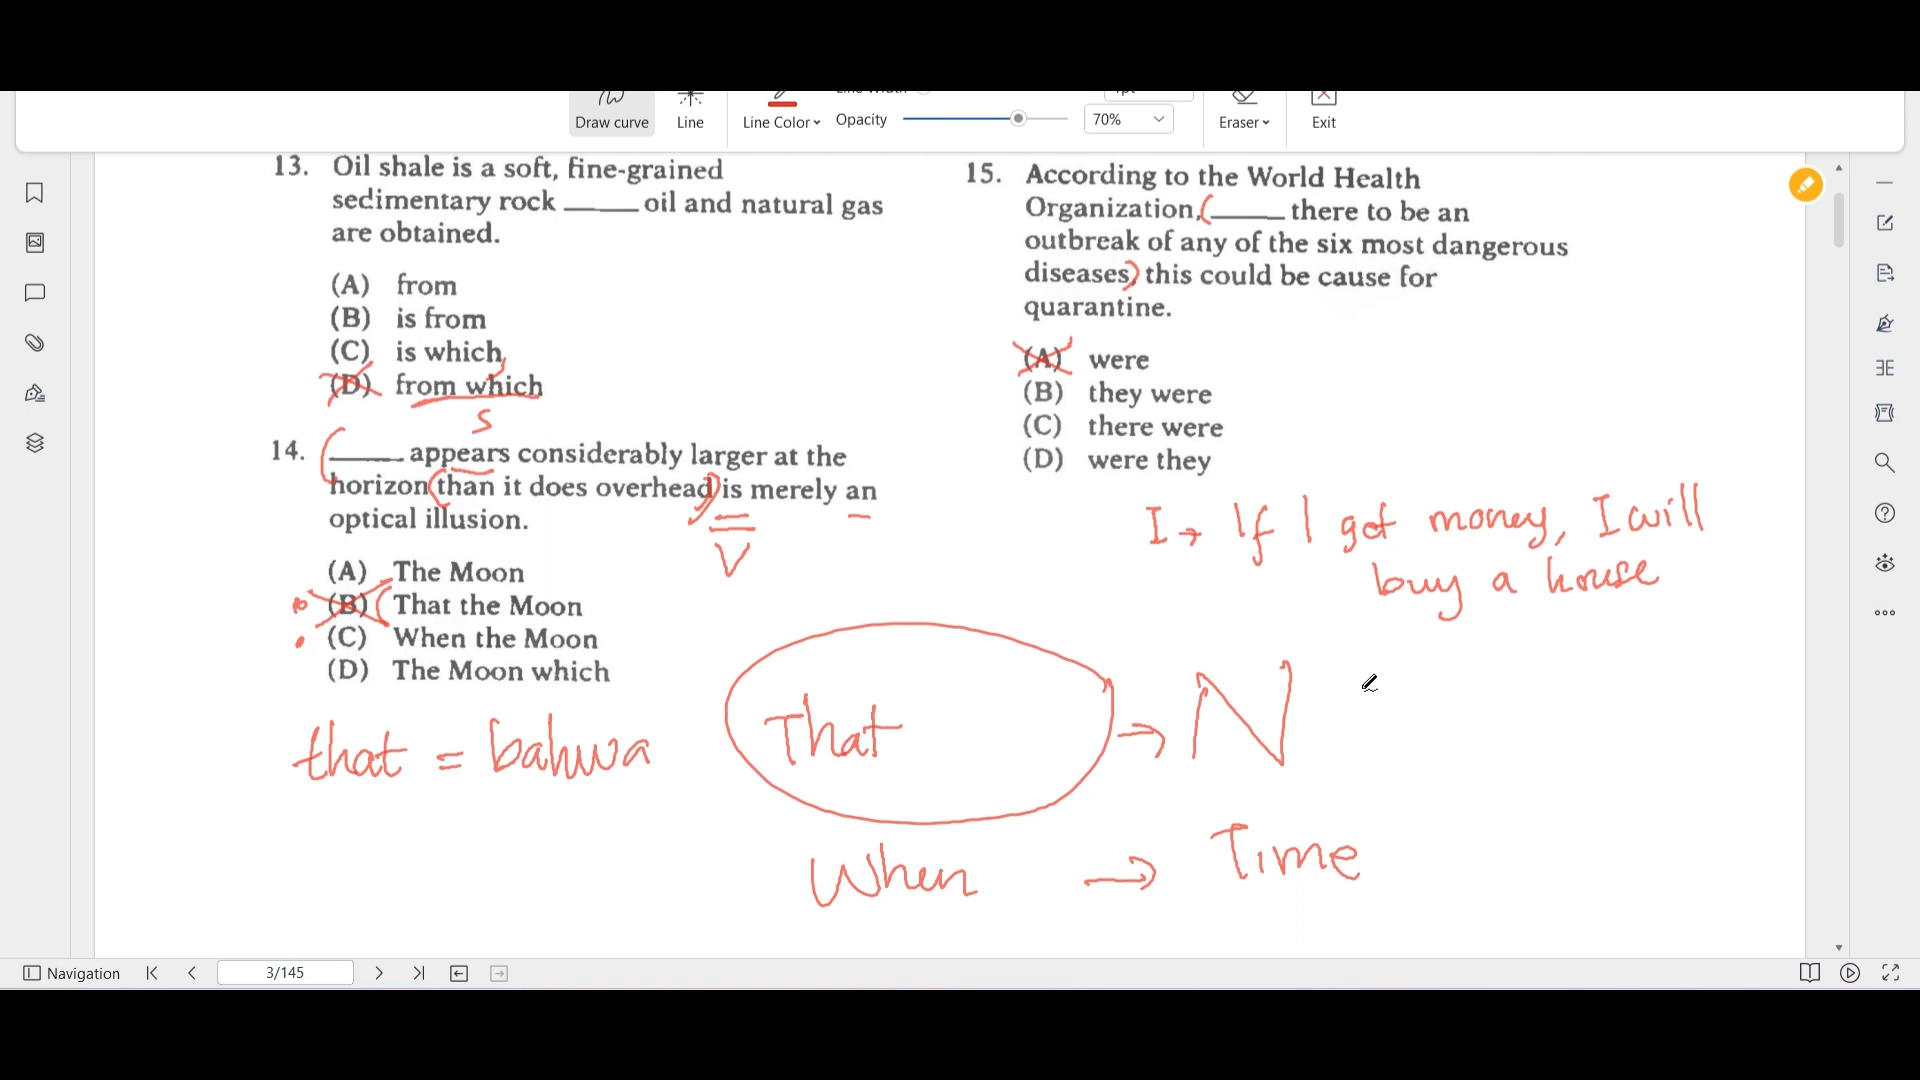 Draw curve
Line
Line Color
Opacity
70%
Eraser
Exit
13. Oil shale is a soft, fine-grained
sedimentary rock _____ oil and natural gas
are obtained.
(A) from
(B) is from
(C) is which
(D) from which
S
14. _____ appears considerably larger at the
horizon (than it does overhead) is merely an
optical illusion.
V
(A) The Moon
(B) (That the Moon
(C) When the Moon
(D) The Moon which
that = bahwa
15. According to the World Health
Organization, (_____ there to be an
outbreak of any of the six most dangerous
diseases,) this could be cause for
quarantine.
(A) were
(B) they were
(C) there were
(D) were they
I → If I get money, I will
buy a house
That → N
When → Time
Navigation
3/145